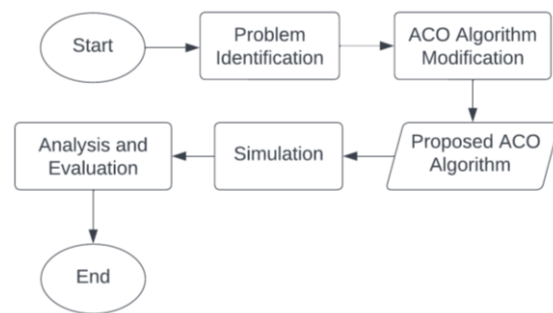 Start
Problem
Identification
ACO Algorithm
Modification
Proposed ACO
Algorithm
Simulation
Analysis and
Evaluation
End